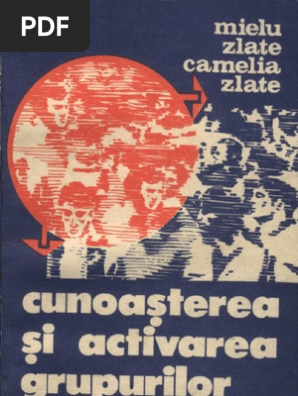 PDF
mielu
zlate
camelia
zlate
cunoașterea
și activarea
grupurilor